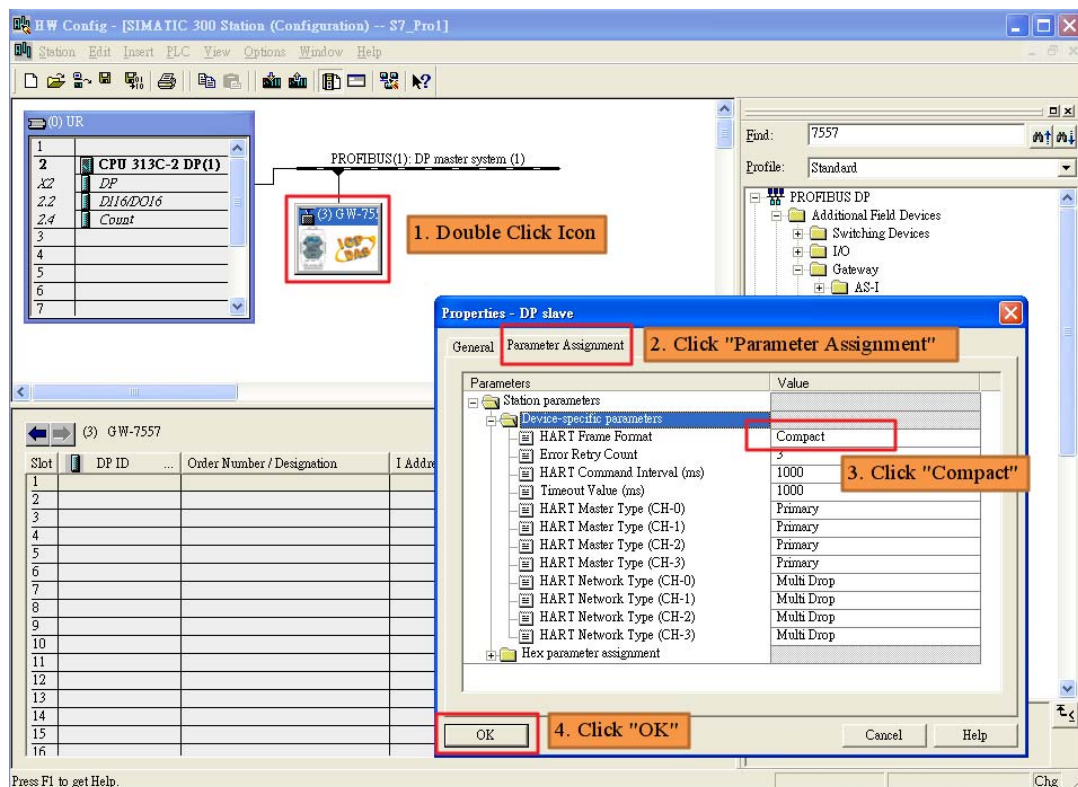 HW Config - [SIMATIC 300 Station (Configuration) -- S7_Pro1]
Station Edit Insert PLC View Options Window Help
(0) UR
1
2 CPU 313C-2 DP(1)
X2 DP
2.2 DI16/DO16
2.4 Count
3
4
5
6
7
PROFIBUS(1): DP master system (1)
(3) GW-755
ICP
DAS
1. Double Click Icon
Find: 7557
Profile: Standard
PROFIBUS DP
Additional Field Devices
Switching Devices
I/O
Gateway
AS-I
(3) GW-7557
Slot DP ID ... Order Number / Designation I Addre
1
2
3
4
5
6
7
8
9
10
11
12
13
14
15
16
Properties - DP slave
General Parameter Assignment
2. Click "Parameter Assignment"
Parameters Value
Station parameters
Device-specific parameters
HART Frame Format Compact
Error Retry Count 3
HART Command Interval (ms) 1000
Timeout Value (ms) 1000
HART Master Type (CH-0) Primary
HART Master Type (CH-1) Primary
HART Master Type (CH-2) Primary
HART Master Type (CH-3) Primary
HART Network Type (CH-0) Multi Drop
HART Network Type (CH-1) Multi Drop
HART Network Type (CH-2) Multi Drop
HART Network Type (CH-3) Multi Drop
Hex parameter assignment
3. Click "Compact"
OK Cancel Help
4. Click "OK"
Press F1 to get Help. Chg